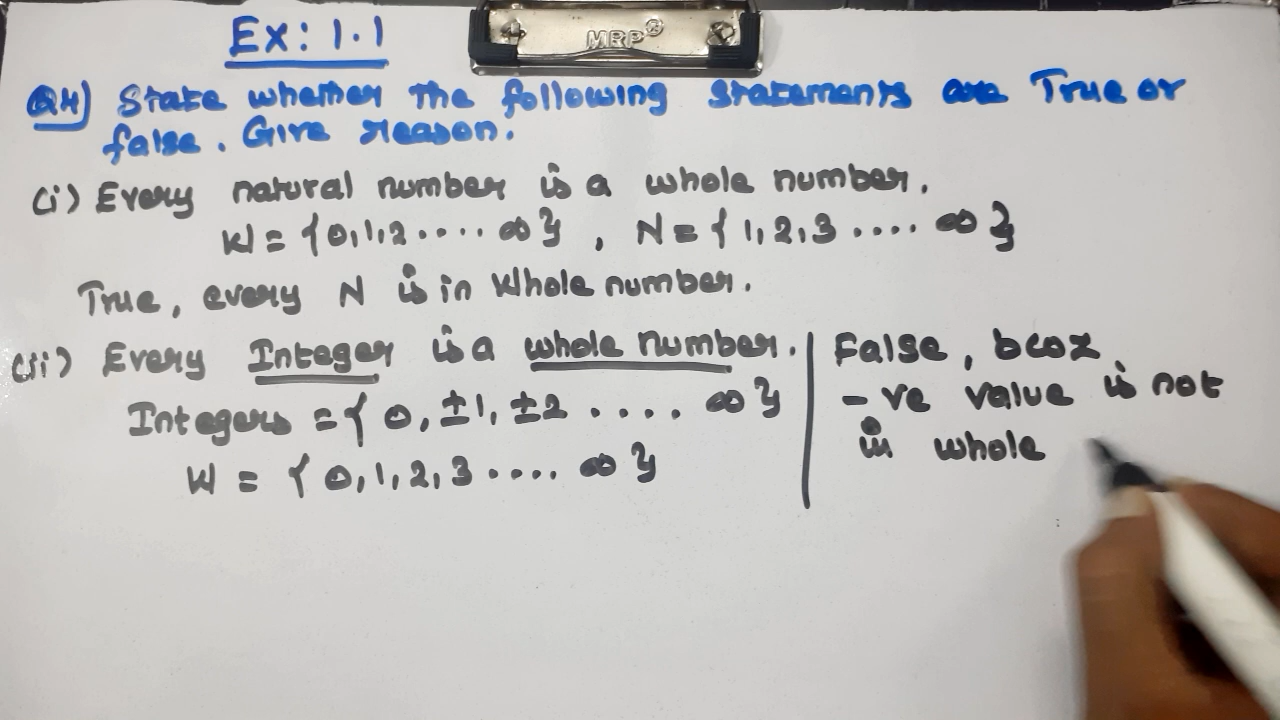 MRP®
Ex: 1.1
Q4) State whether the following statements are True or
false. Give reason.
(i) Every natural number is a whole number.
W = {0,1,2.... ∞}, N = {1,2,3.... ∞}
True, every N is in Whole number.
(ii) Every Integer is a whole number.
Integers = {0, ±1, ±2 .... ∞}
W = {0,1,2,3.... ∞}
False, bcoz
-ve value is not
in whole